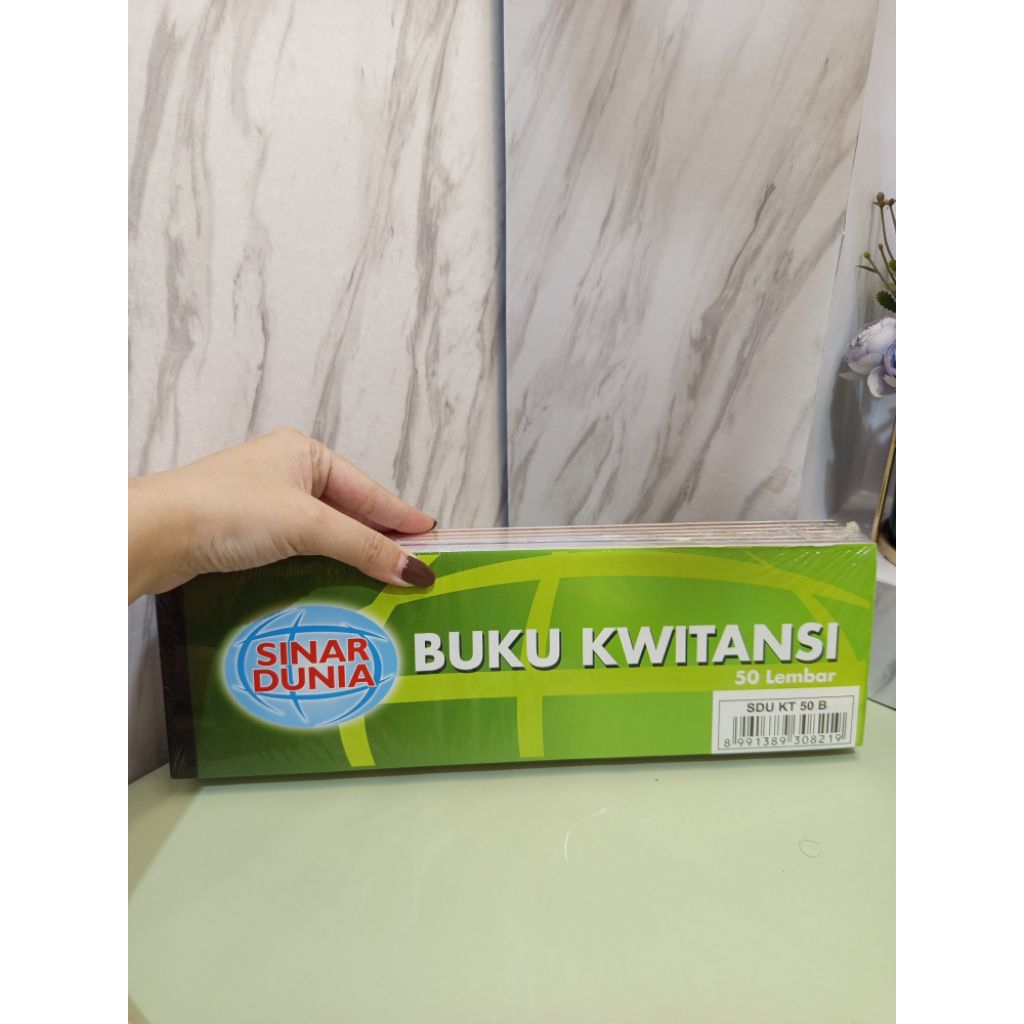 SINAR
DUNIA
BUKU KWITANSI
50 Lembar
SDU KT 50 B
8 991389 308219